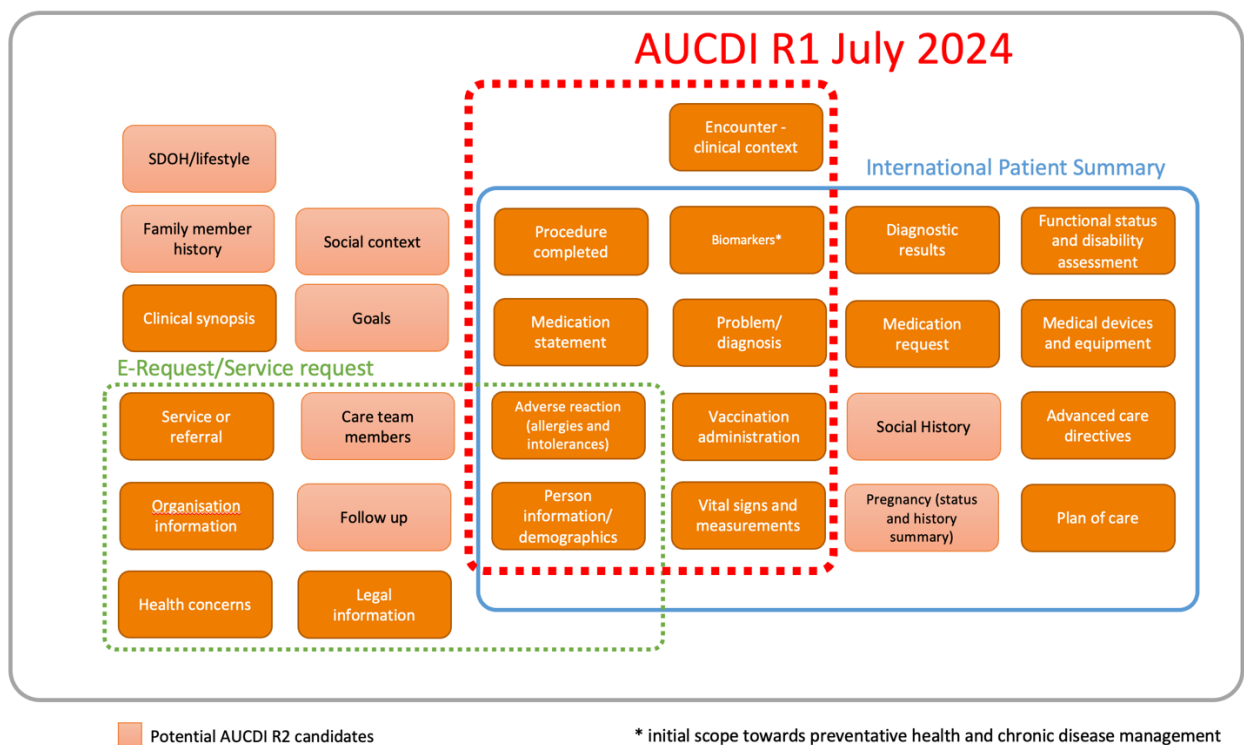 AUCDI R1 July 2024
Encounter -
clinical context
SDOH/lifestyle
International Patient Summary
Family member
history
Social context
Procedure
completed
Biomarkers*
Diagnostic
results
Functional status
and disability
assessment
Clinical synopsis
Goals
Medication
statement
Problem/
diagnosis
Medication
request
Medical devices
and equipment
E-Request/Service request
Service or
referral
Care team
members
Adverse reaction
(allergies and
intolerances)
Vaccination
administration
Social History
Advanced care
directives
Organisation
information
Follow up
Person
information/
demographics
Vital signs and
measurements
Pregnancy (status
and history
summary)
Plan of care
Health concerns
Legal
information
Potential AUCDI R2 candidates
* initial scope towards preventative health and chronic disease management